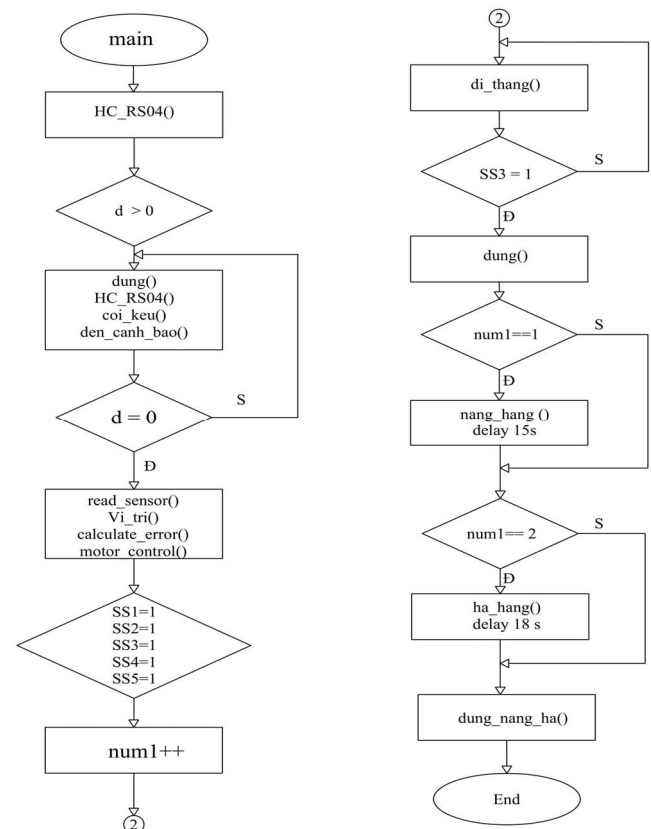 main
HC_RS04()
d > 0
dung()
HC_RS04()
coi_keu()
den_canh_bao()
d = 0
S
Đ
read_sensor()
Vi_tri()
calculate_error()
motor_control()
SS1=1
SS2=1
SS3=1
SS4=1
SS5=1
num1++
2
2
di_thang()
SS3 = 1
S
Đ
dung()
num1==1
S
Đ
nang_hang ()
delay 15s
num1== 2
S
Đ
ha_hang()
delay 18 s
dung_nang_ha()
End